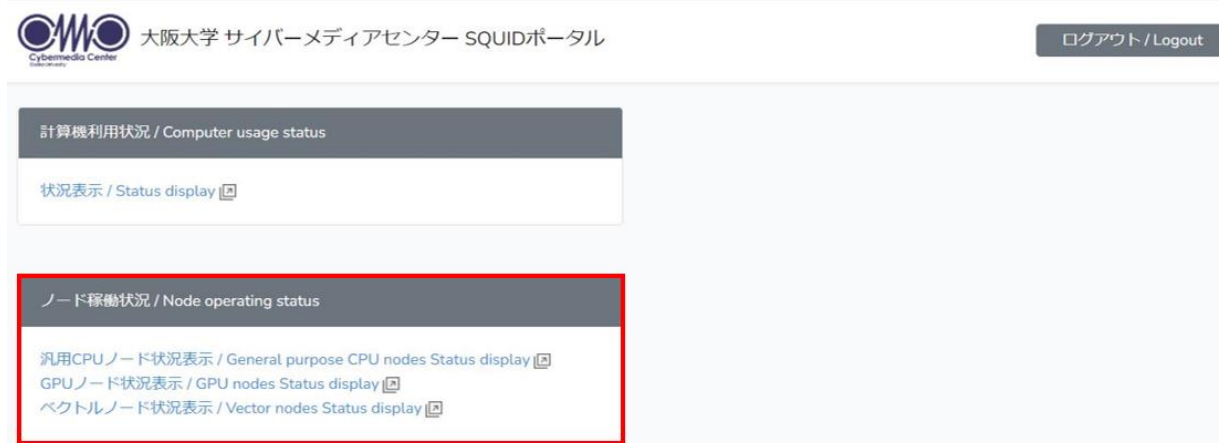 Cybermedia Center
大阪大学 サイバーメディアセンター SQUIDポータル
ログアウト / Logout
計算機利用状況 / Computer usage status
状況表示 / Status display
ノード稼働状況 / Node operating status
汎用CPUノード状況表示 / General purpose CPU nodes Status display
GPUノード状況表示 / GPU nodes Status display
ベクトルノード状況表示 / Vector nodes Status display